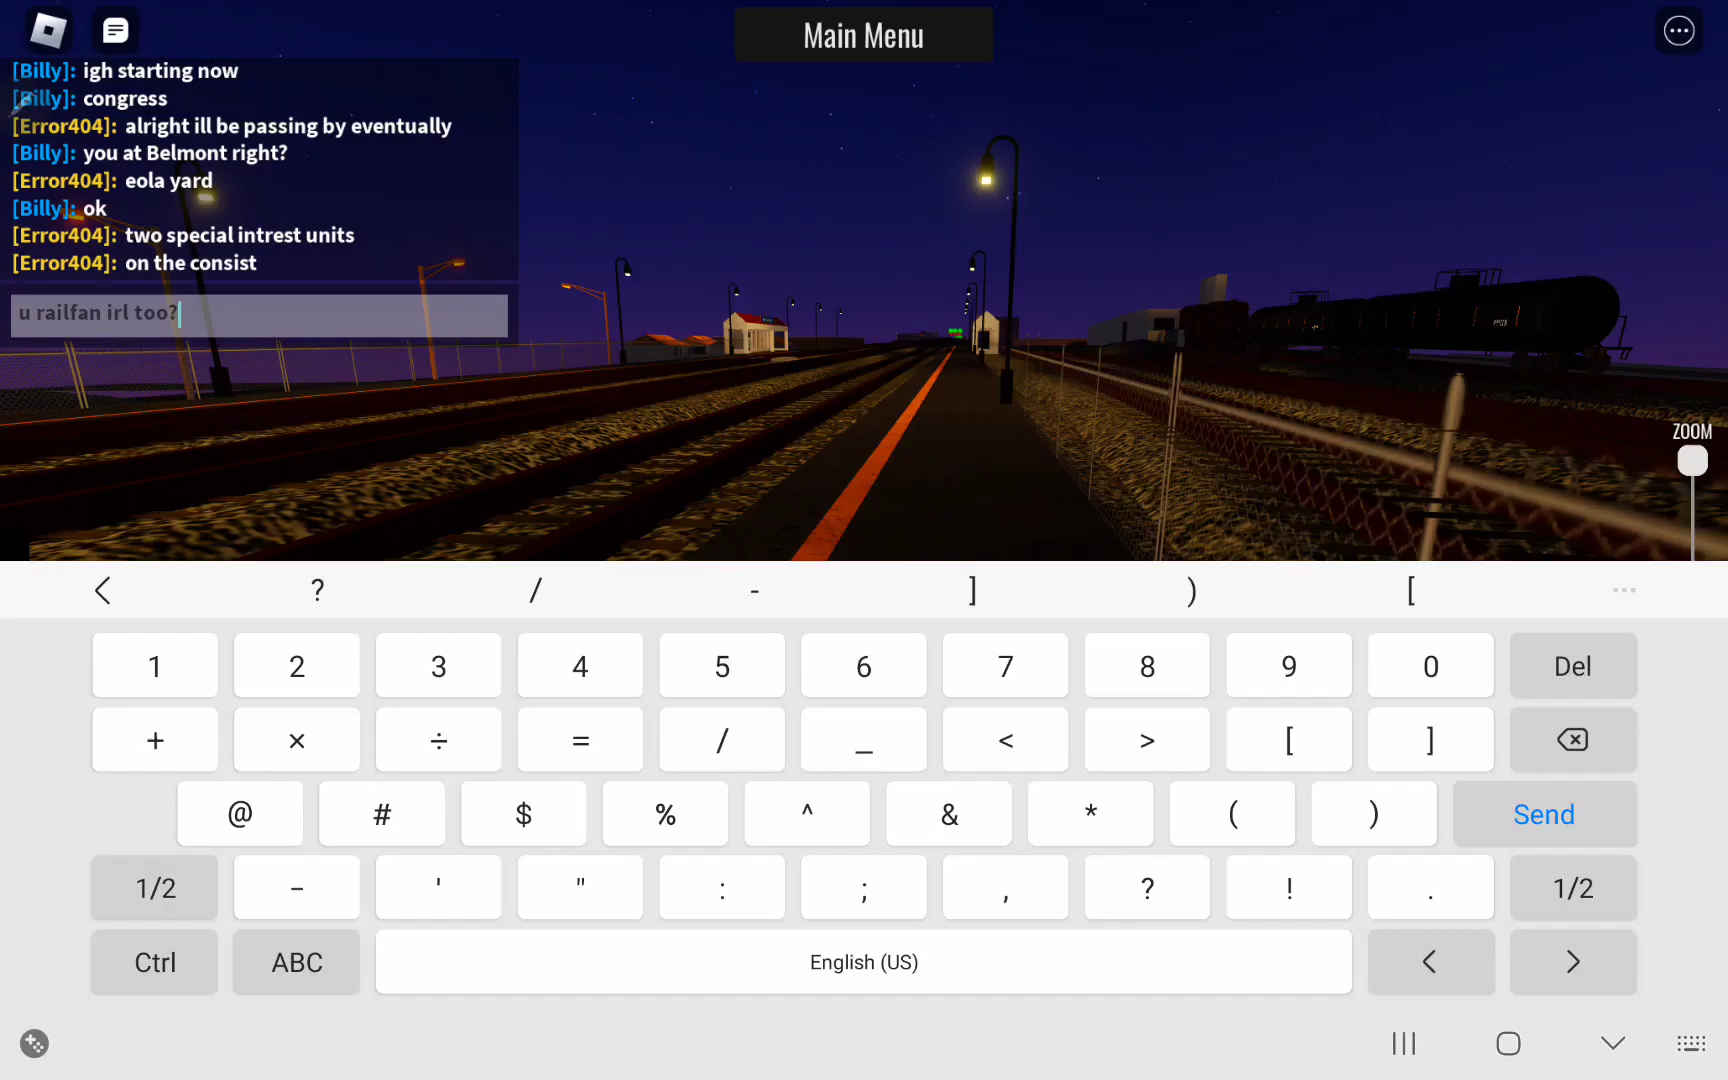 Main Menu
[Billy]: igh starting now
[Billy]: congress
[Error404]: alright ill be passing by eventually
[Billy]: you at Belmont right?
[Error404]: eola yard
[Billy]: ok
[Error404]: two special intrest units
[Error404]: on the consist
u railfan irl too?
ZOOM
? / - ] ) [
1 2 3 4 5 6 7 8 9 0 Del
+ × ÷ = / _ < > [ ]
@ # $ % ^ & * ( ) Send
1/2 - ' " : ; , ? ! . 1/2
Ctrl ABC English (US) < >